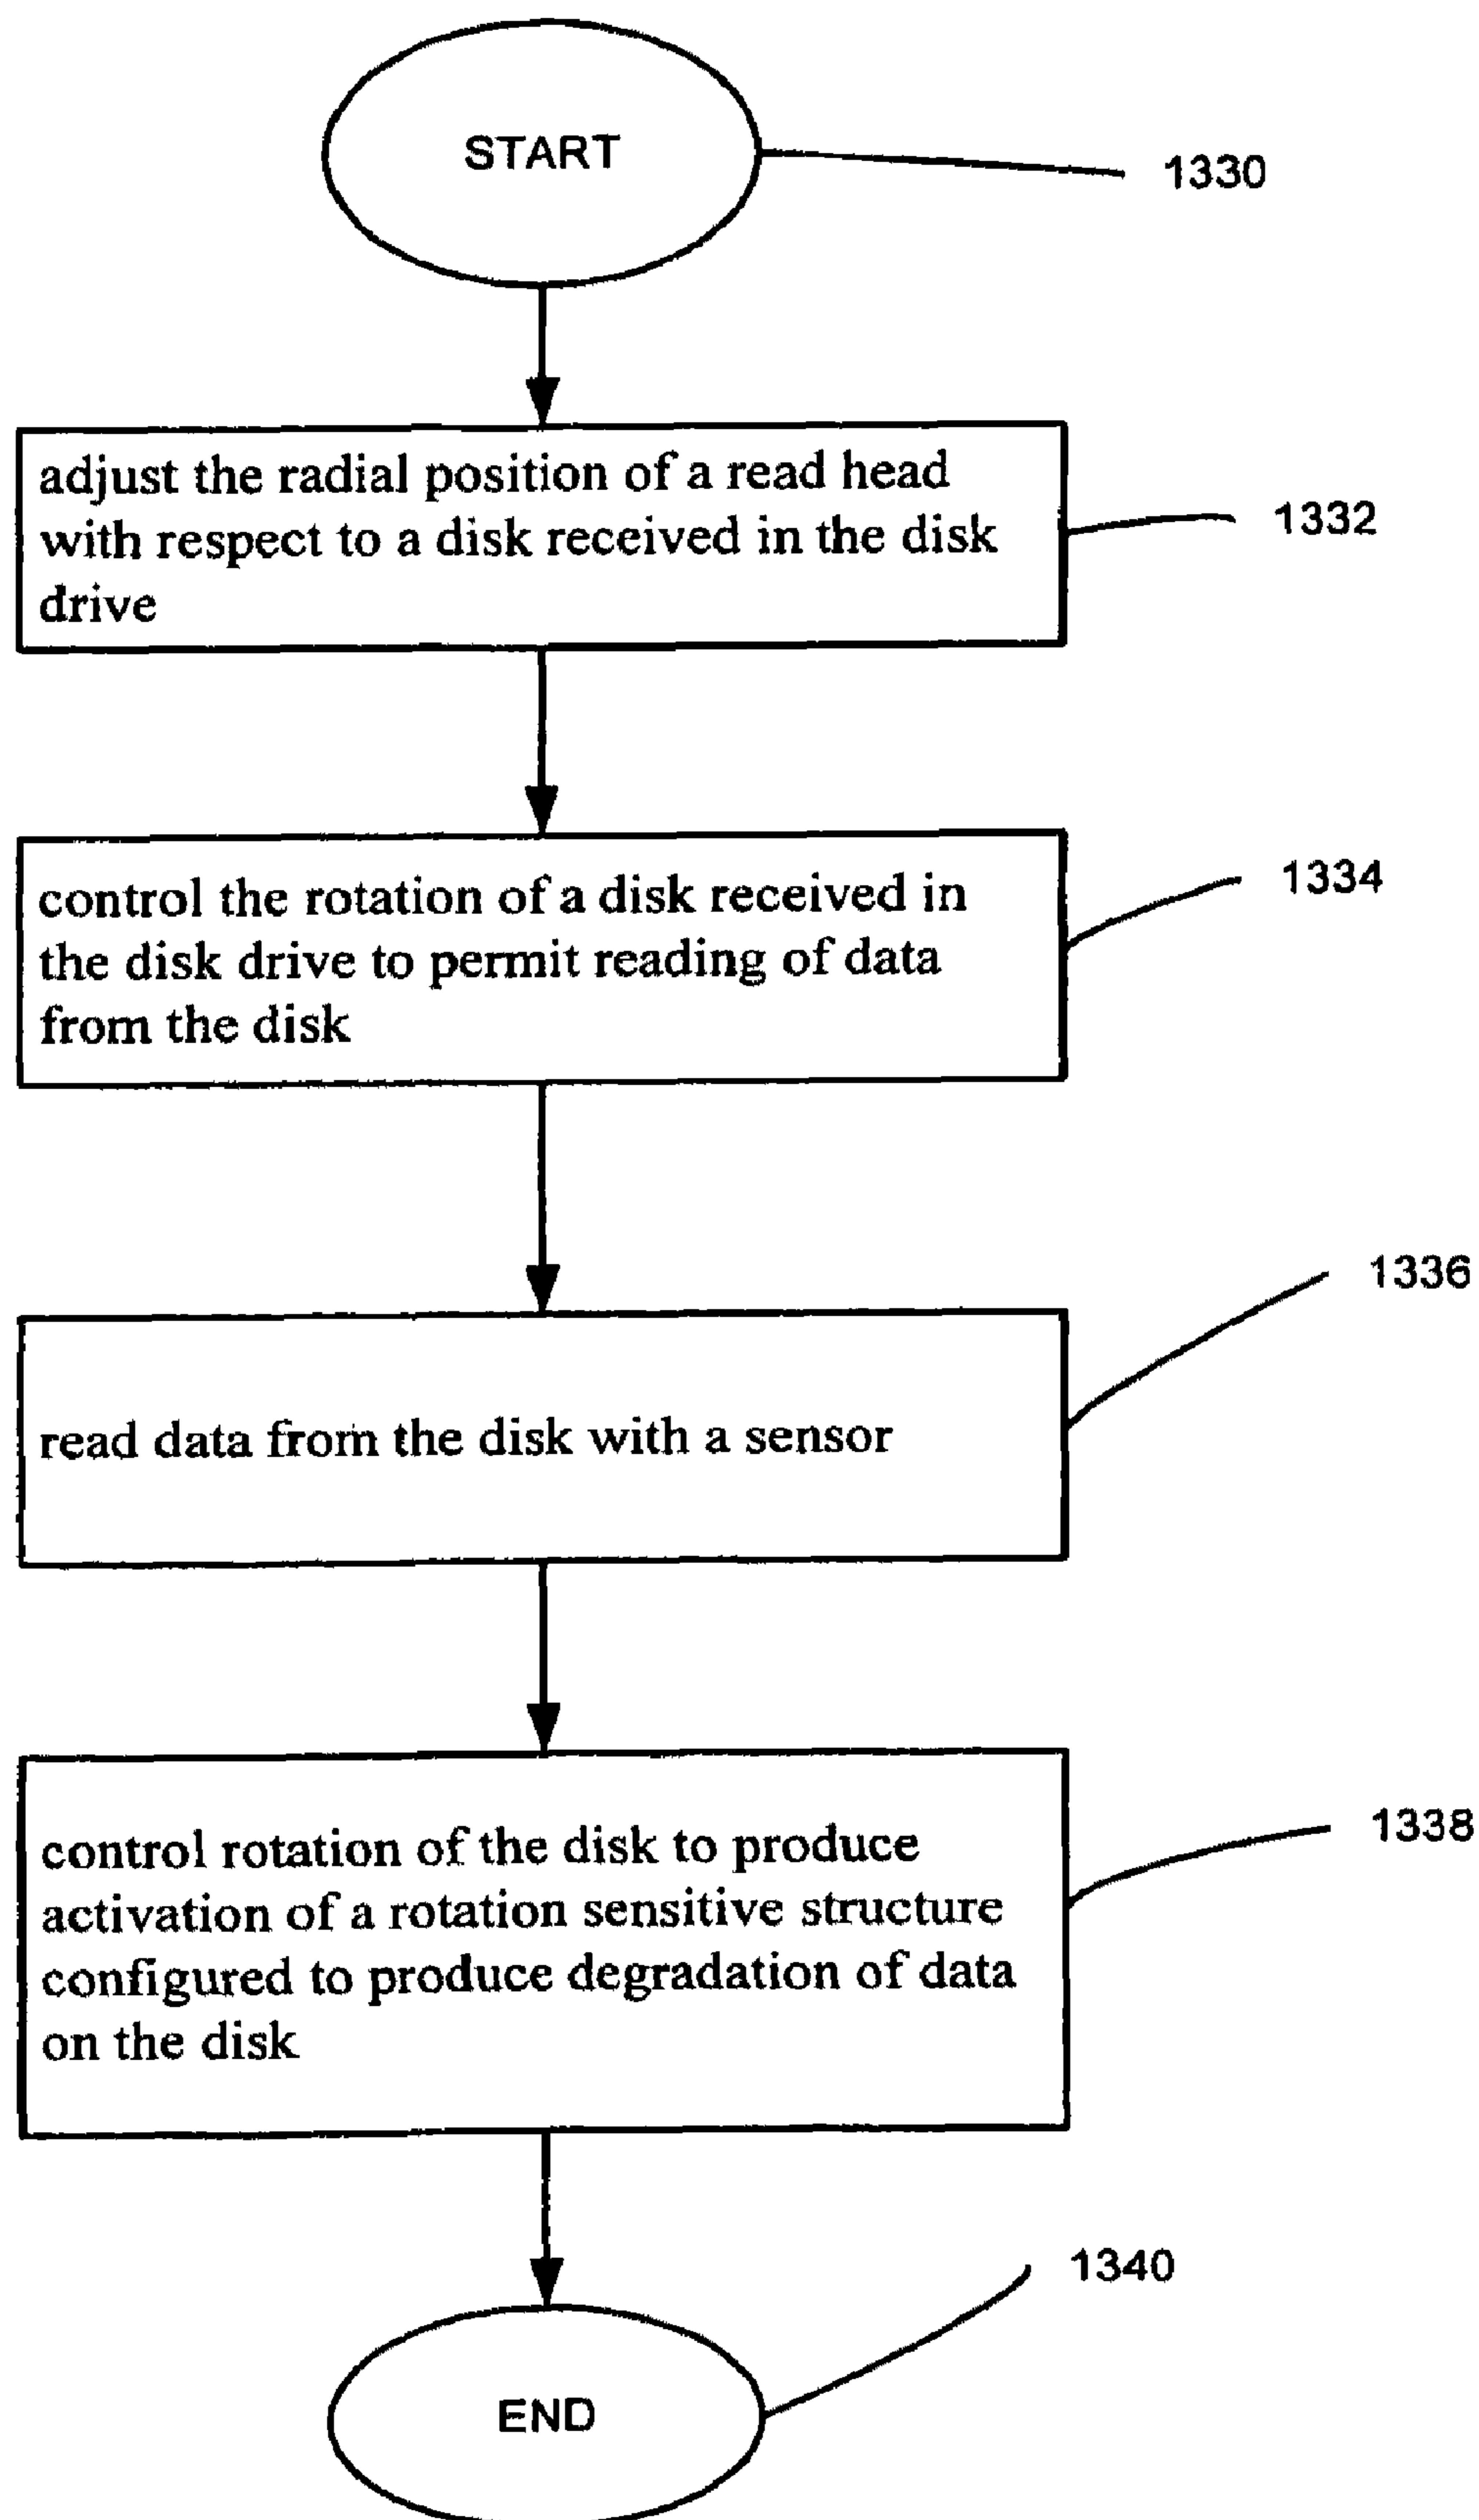 START
1330
adjust the radial position of a read head
with respect to a disk received in the disk
drive
1332
control the rotation of a disk received in
the disk drive to permit reading of data
from the disk
1334
1336
read data from the disk with a sensor
control rotation of the disk to produce
activation of a rotation sensitive structure
configured to produce degradation of data
on the disk
1338
1340
END